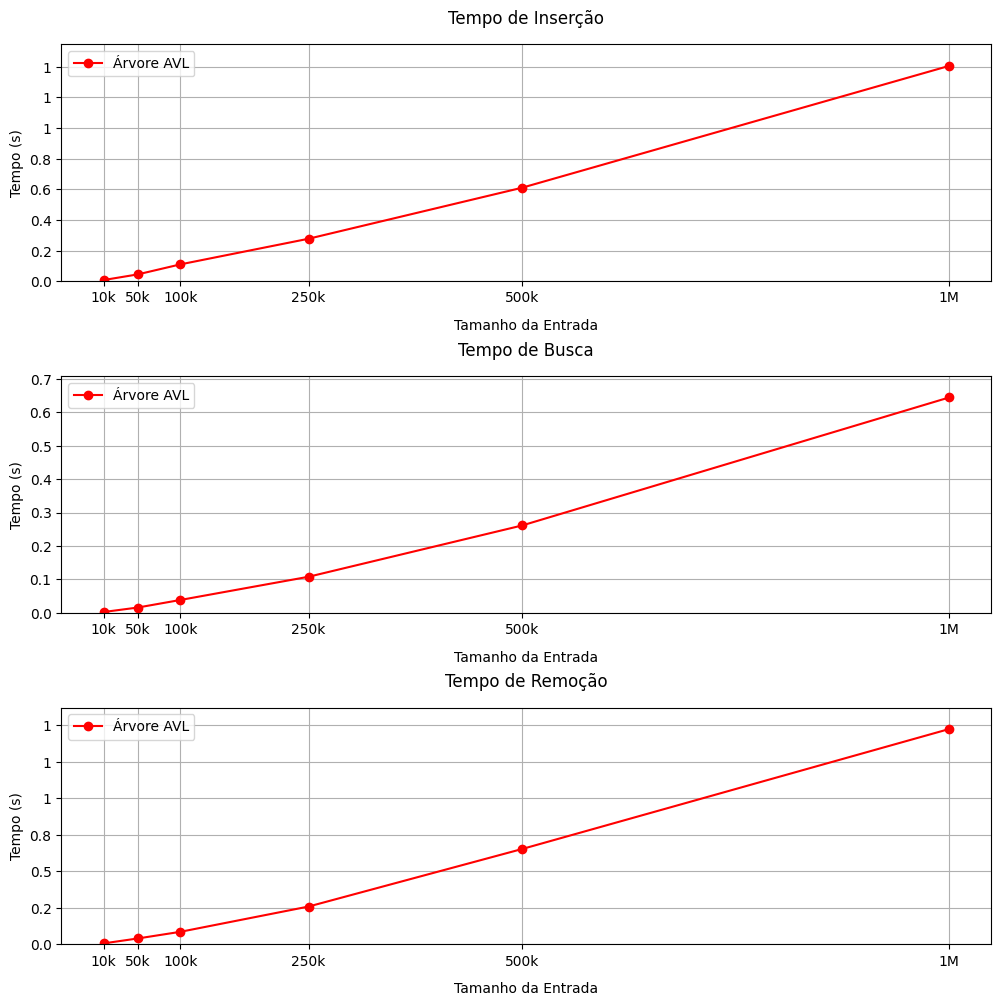 Tempo de Inserção
Árvore AVL
1
1
1
0.8
0.6
0.4
0.2
0.0
Tempo (s)
10k 50k 100k 250k 500k 1M
Tamanho da Entrada
Tempo de Busca
Árvore AVL
0.7
0.6
0.5
0.4
0.3
0.2
0.1
0.0
Tempo (s)
10k 50k 100k 250k 500k 1M
Tamanho da Entrada
Tempo de Remoção
Árvore AVL
1
1
1
0.8
0.5
0.2
0.0
Tempo (s)
10k 50k 100k 250k 500k 1M
Tamanho da Entrada